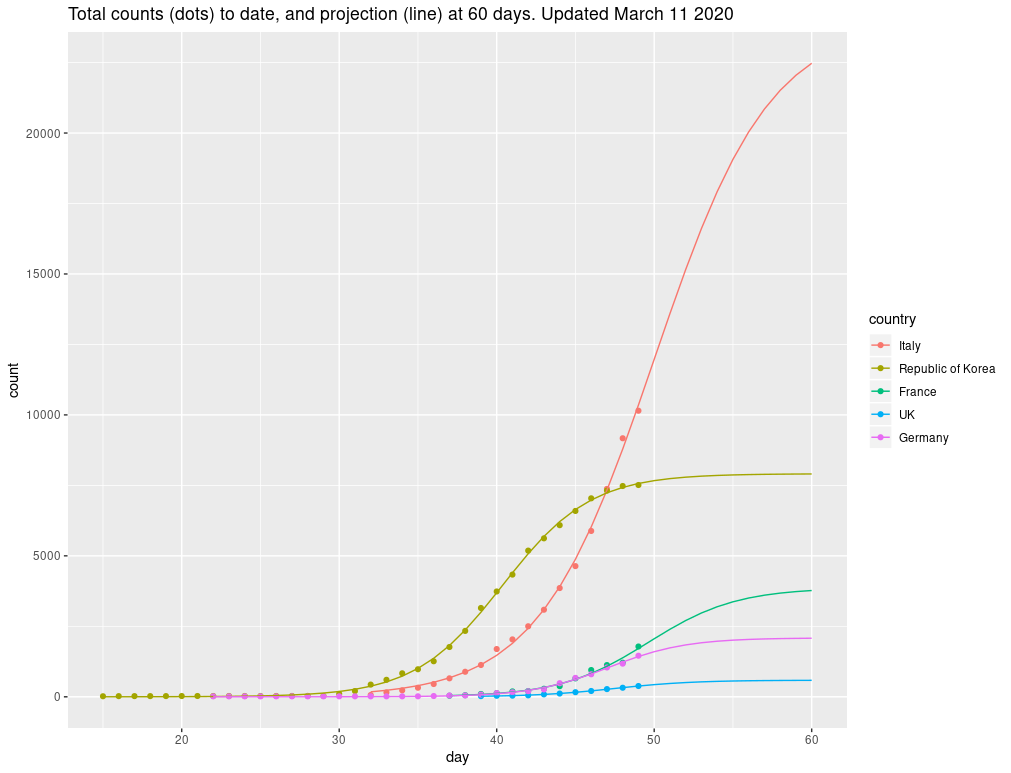 Total counts (dots) to date, and projection (line) at 60 days. Updated March 11 2020
20000
15000
10000
5000
0
count
20
30
40
50
60
day
country
Italy
Republic of Korea
France
UK
Germany